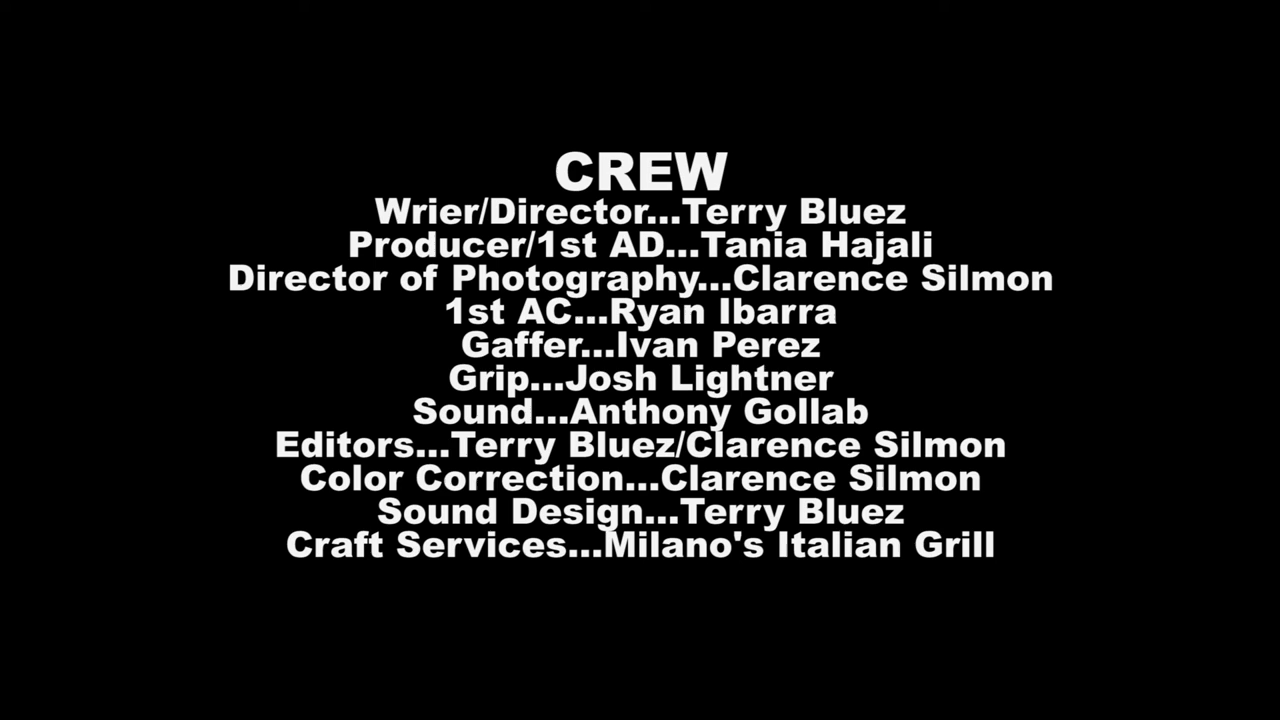 CREW
Wrier/Director...Terry Bluez
Producer/1st AD...Tania Hajali
Director of Photography...Clarence Silmon
1st AC...Ryan Ibarra
Gaffer...Ivan Perez
Grip...Josh Lightner
Sound...Anthony Gollab
Editors...Terry Bluez/Clarence Silmon
Color Correction...Clarence Silmon
Sound Design...Terry Bluez
Craft Services...Milano's Italian Grill